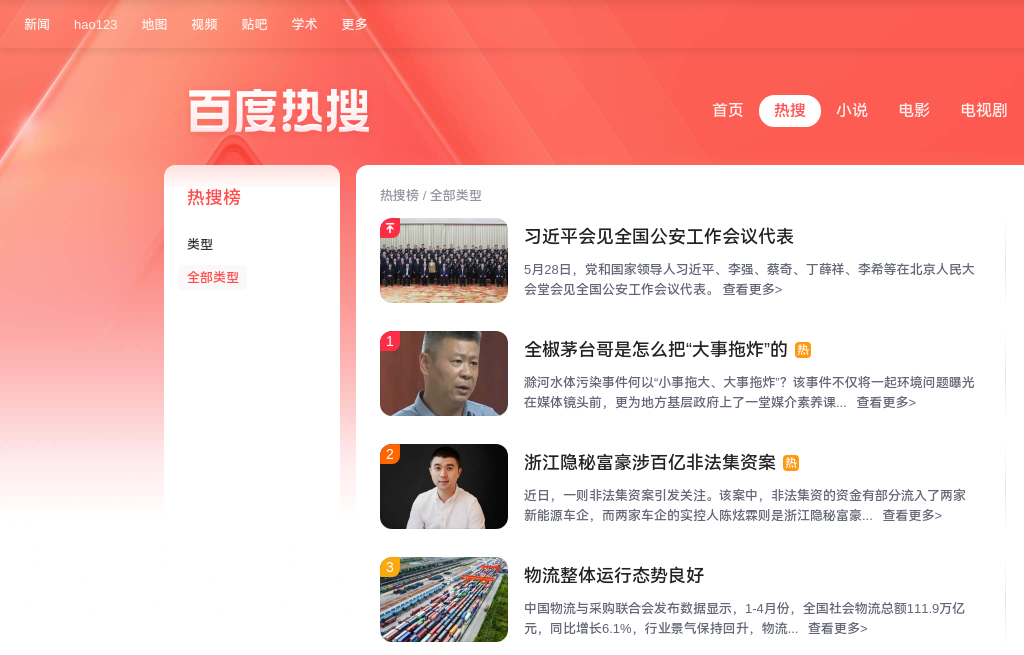 新闻 hao123 地图 视频 贴吧 学术 更多
百度热搜
首页 热搜 小说 电影 电视剧
热搜榜
类型
全部类型
热搜榜 / 全部类型
习近平会见全国公安工作会议代表
5月28日，党和国家领导人习近平、李强、蔡奇、丁薛祥、李希等在北京人民大
会堂会见全国公安工作会议代表。 查看更多>
1
全椒茅台哥是怎么把“大事拖炸”的 热
滁河水体污染事件何以“小事拖大、大事拖炸”？该事件不仅将一起环境问题曝光
在媒体镜头前，更为地方基层政府上了一堂媒介素养课... 查看更多>
2
浙江隐秘富豪涉百亿非法集资案 热
近日，一则非法集资案引发关注。该案中，非法集资的资金有部分流入了两家
新能源车企，而两家车企的实控人陈炫霖则是浙江隐秘富豪... 查看更多>
3
物流整体运行态势良好
中国物流与采购联合会发布数据显示，1-4月份，全国社会物流总额111.9万亿
元，同比增长6.1%，行业景气保持回升，物流... 查看更多>